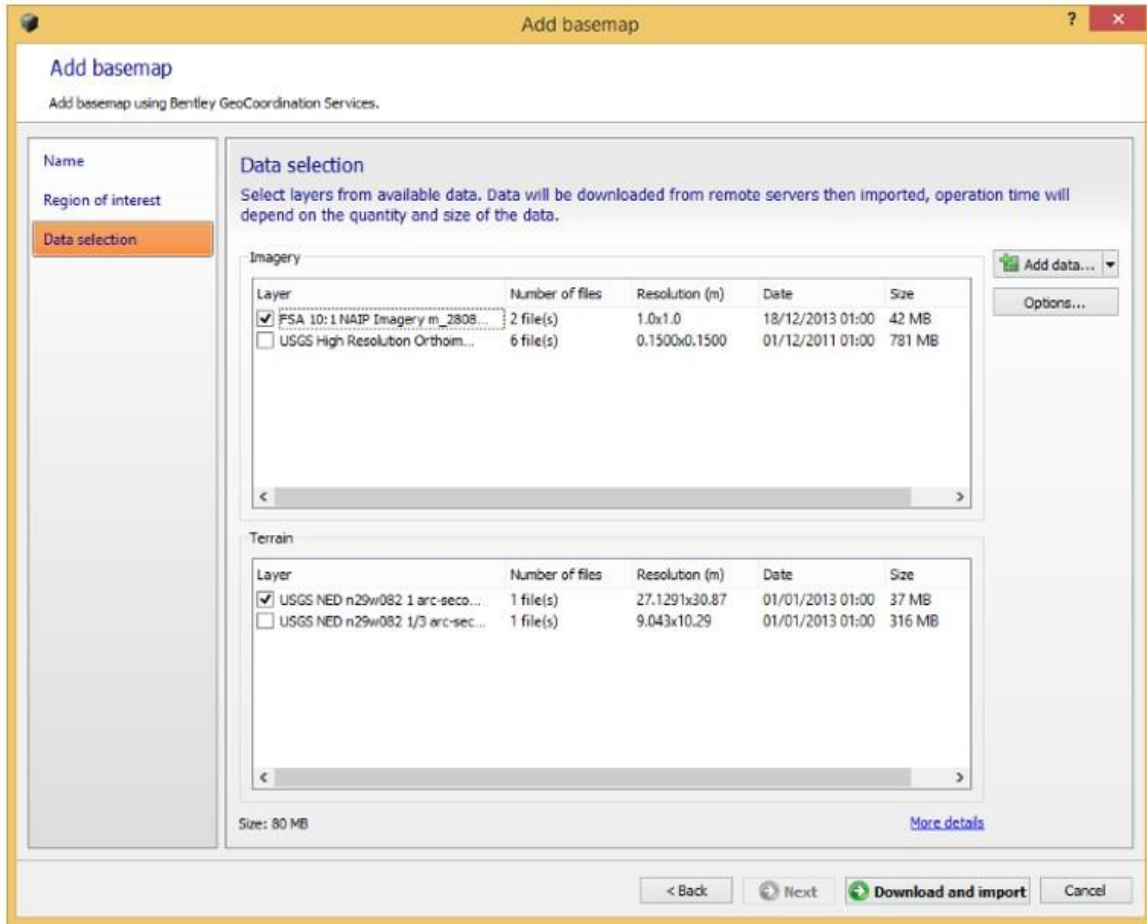 Add basemap
? ×
Add basemap
Add basemap using Bentley GeoCoordination Services.
Name
Region of interest
Data selection
Data selection
Select layers from available data. Data will be downloaded from remote servers then imported, operation time will
depend on the quantity and size of the data.
Imagery
Layer Number of files Resolution (m) Date Size
FSA 10:1 NAIP Imagery m_2808... 2 file(s) 1.0x1.0 18/12/2013 01:00 42 MB
USGS High Resolution Orthoim... 6 file(s) 0.1500x0.1500 01/12/2011 01:00 781 MB
Add data...
Options...
Terrain
Layer Number of files Resolution (m) Date Size
USGS NED n29w082 1 arc-seco... 1 file(s) 27.1291x30.87 01/01/2013 01:00 37 MB
USGS NED n29w082 1/3 arc-sec... 1 file(s) 9.043x10.29 01/01/2013 01:00 316 MB
Size: 80 MB
More details
< Back Next Download and import Cancel